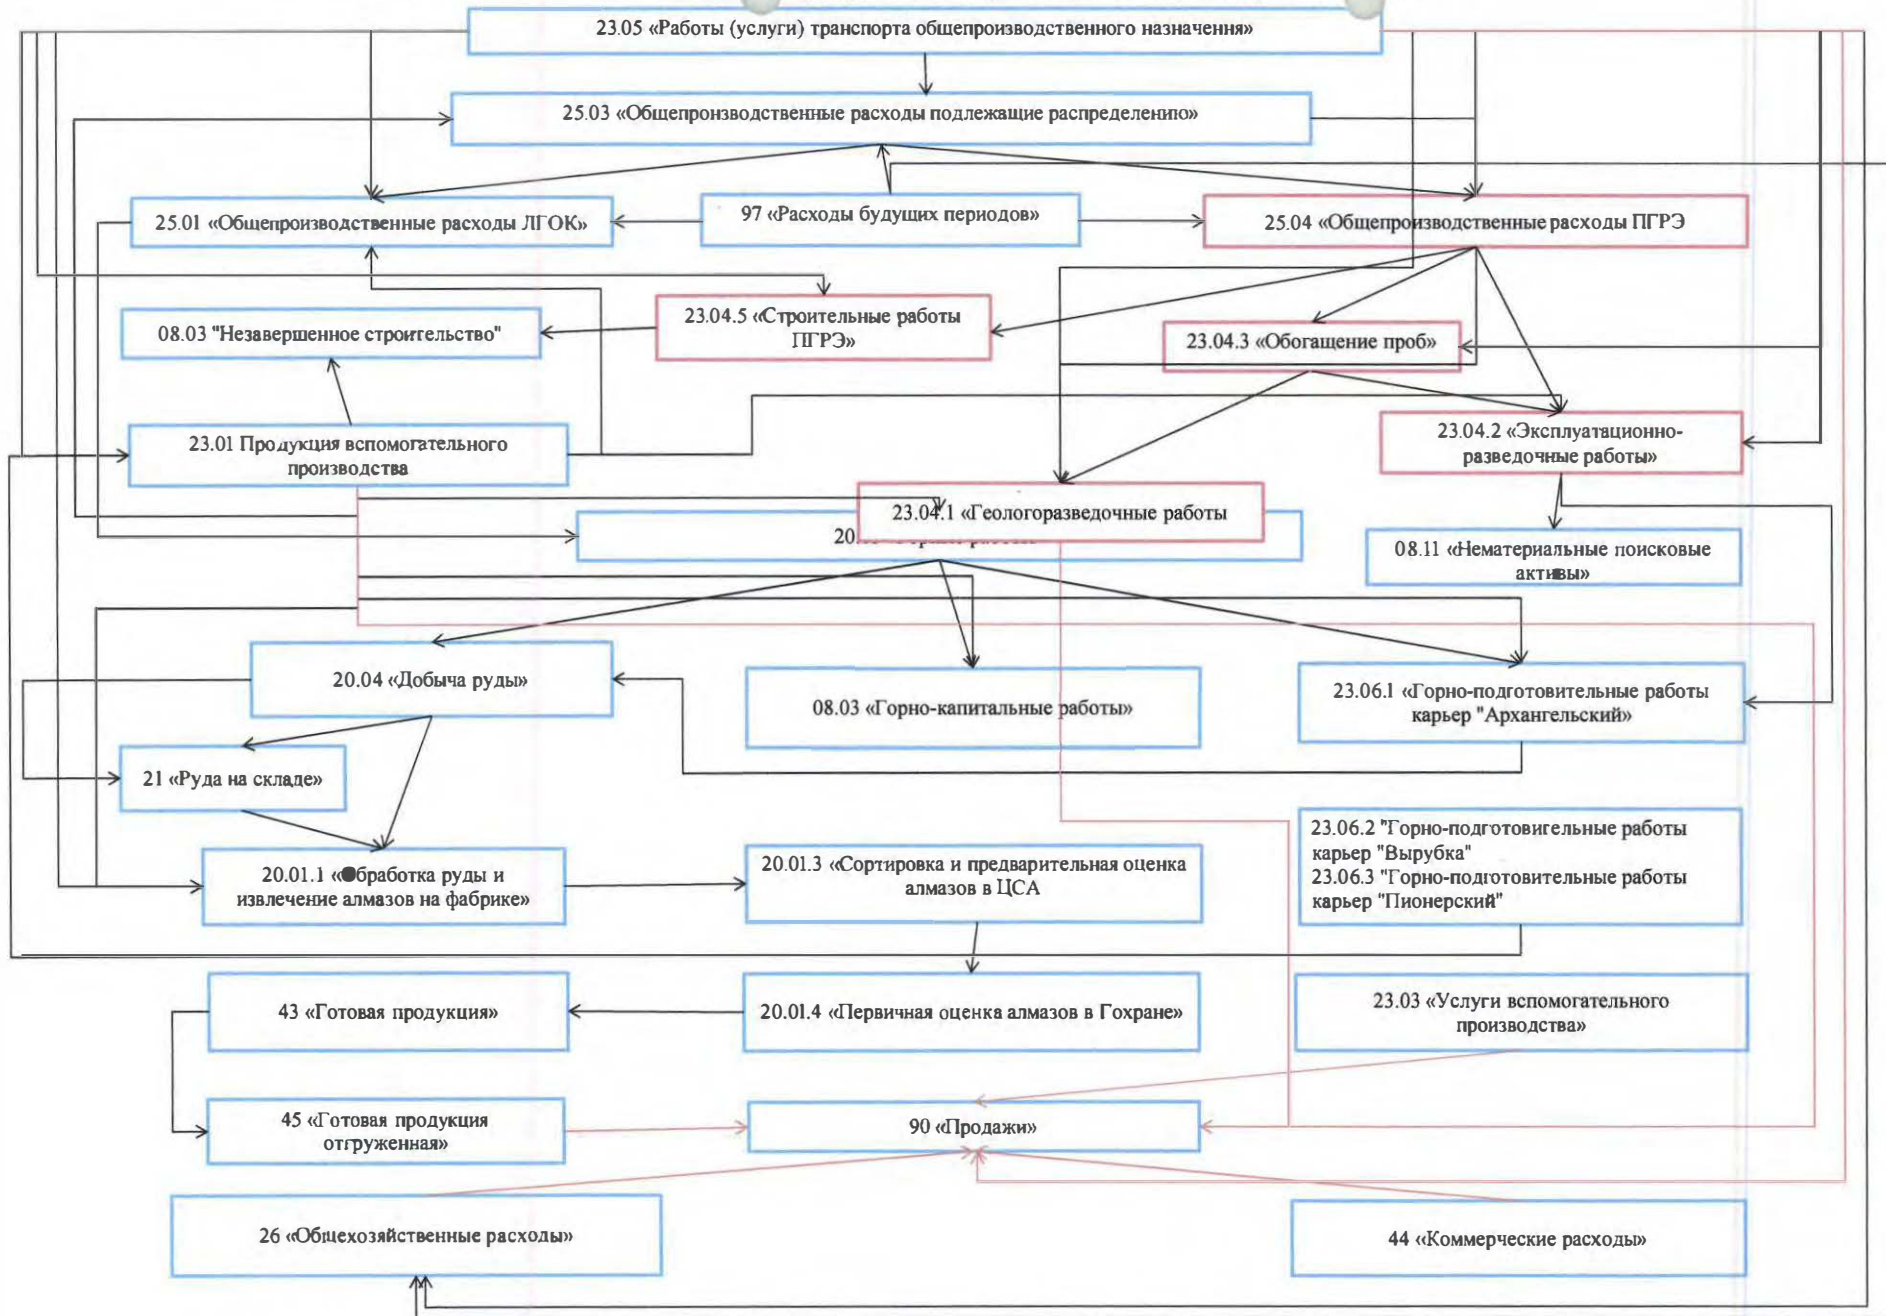 23.05 «Работы (услуги) транспорта общепроизводственного назначения»
25.03 «Общепроизводственные расходы подлежащие распределению»
25.01 «Общепроизводственные расходы ЛГОК»
97 «Расходы будущих периодов»
25.04 «Общепроизводственные расходы ПГРЭ
08.03 "Незавершенное строительство"
23.04.5 «Строительные работы
ПГРЭ»
23.04.3 «Обогащение проб»
23.01 Продукция вспомогательного
производства
23.04.2 «Эксплуатационно-
разведочные работы»
23.04.1 «Геологоразведочные работы
20.
08.11 «Нематериальные поисковые
активы»
20.04 «Добыча руды»
08.03 «Горно-капитальные работы»
23.06.1 «Горно-подготовительные работы
карьер "Архангельский»
21 «Руда на складе»
20.01.1 «Обработка руды и
извлечение алмазов на фабрике»
20.01.3 «Сортировка и предварительная оценка
алмазов в ЦСА
23.06.2 "Горно-подготовительные работы
карьер "Вырубка"
23.06.3 "Горно-подготовительные работы
карьер "Пионерский"
43 «Готовая продукция»
20.01.4 «Первичная оценка алмазов в Гохране»
23.03 «Услуги вспомогательного
производства»
45 «Готовая продукция
отгруженная»
90 «Продажи»
26 «Общехозяйственные расходы»
44 «Коммерческие расходы»